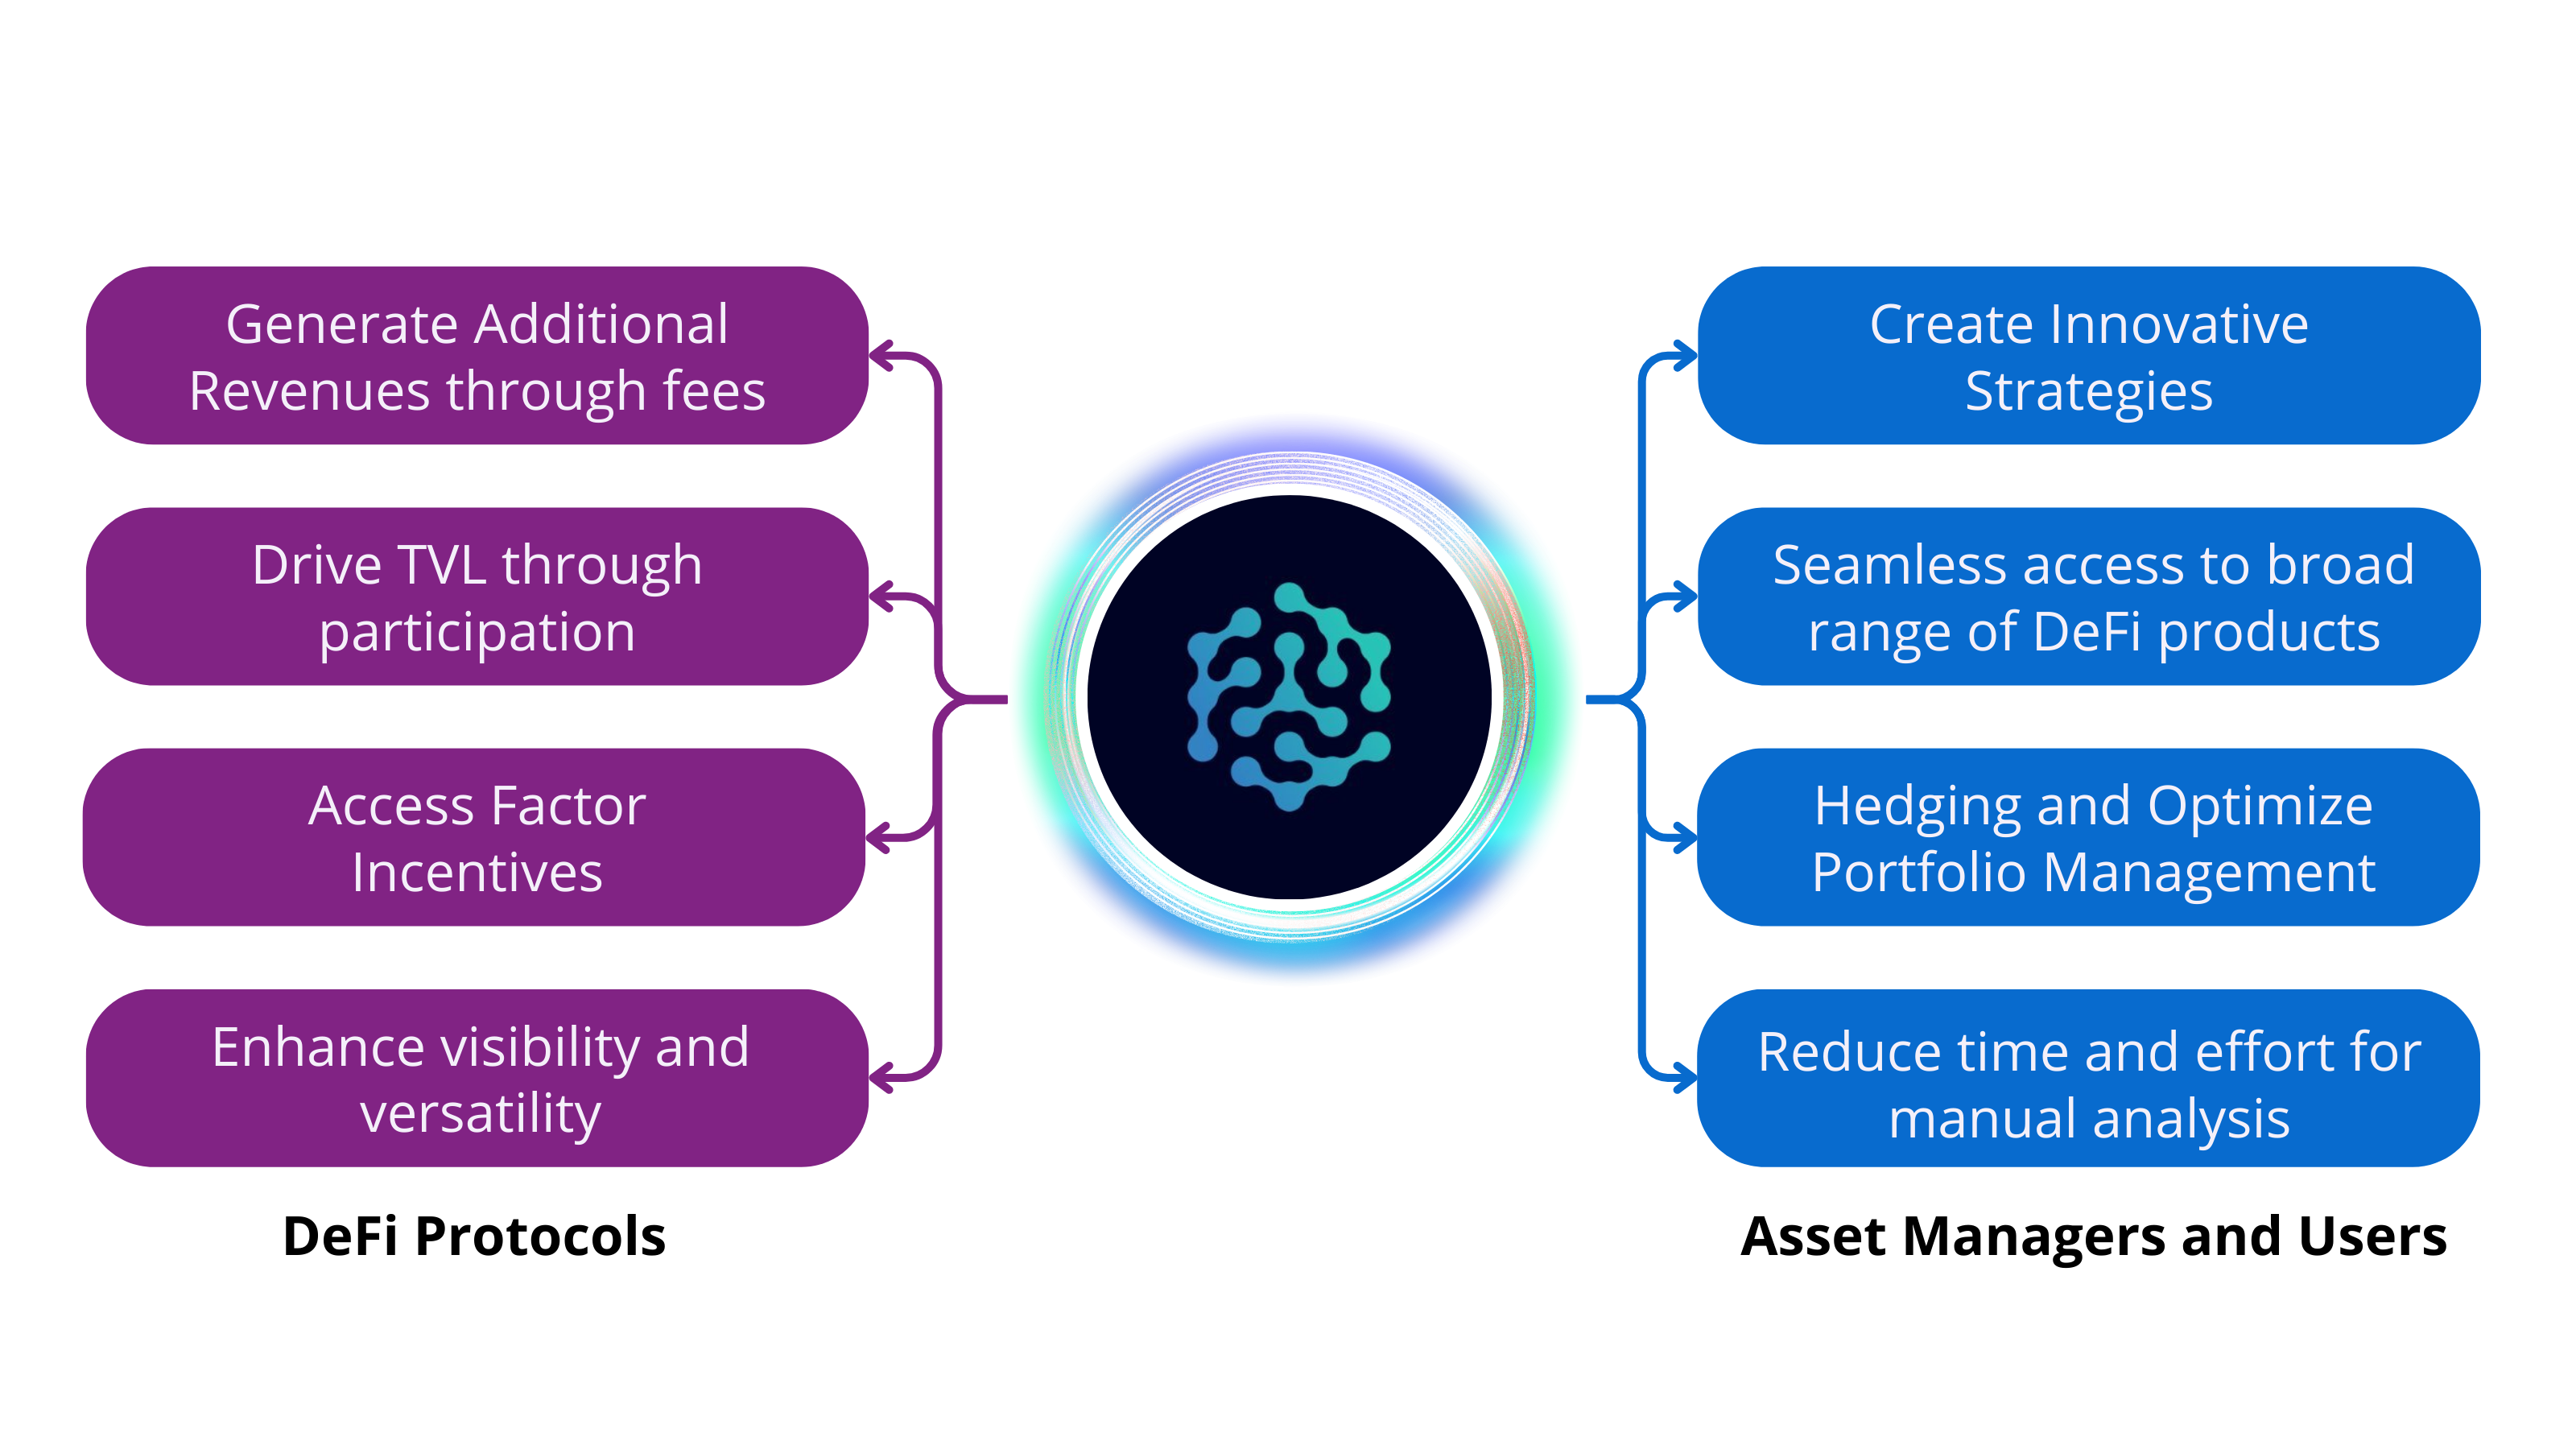 Generate Additional
Revenues through fees
Drive TVL through
participation
Access Factor
Incentives
Enhance visibility and
versatility
DeFi Protocols
Create Innovative
Strategies
Seamless access to broad
range of DeFi products
Hedging and Optimize
Portfolio Management
Reduce time and effort for
manual analysis
Asset Managers and Users